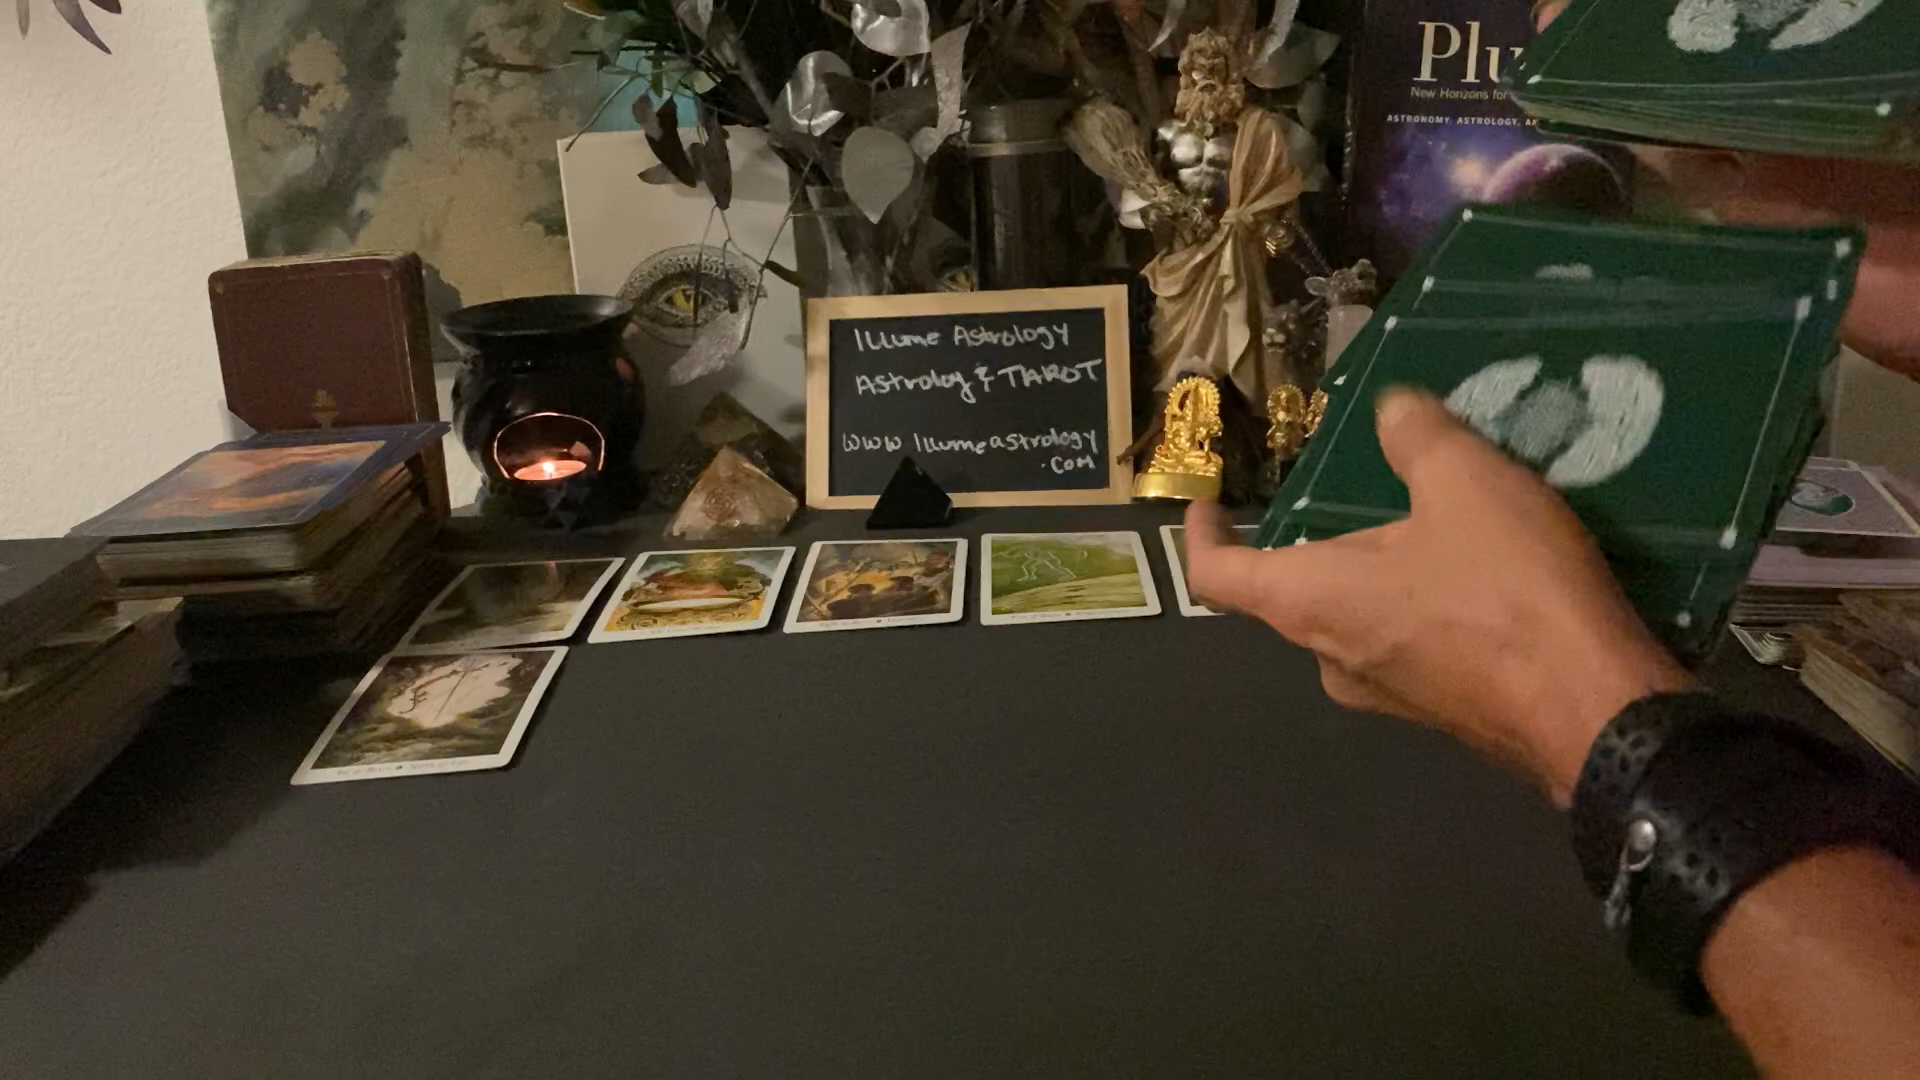 Plu
New Horizons for
ASTRONOMY, ASTROLOGY, AN
Illume Astrology
Astrology & TAROT
www Illumeastrology
.com